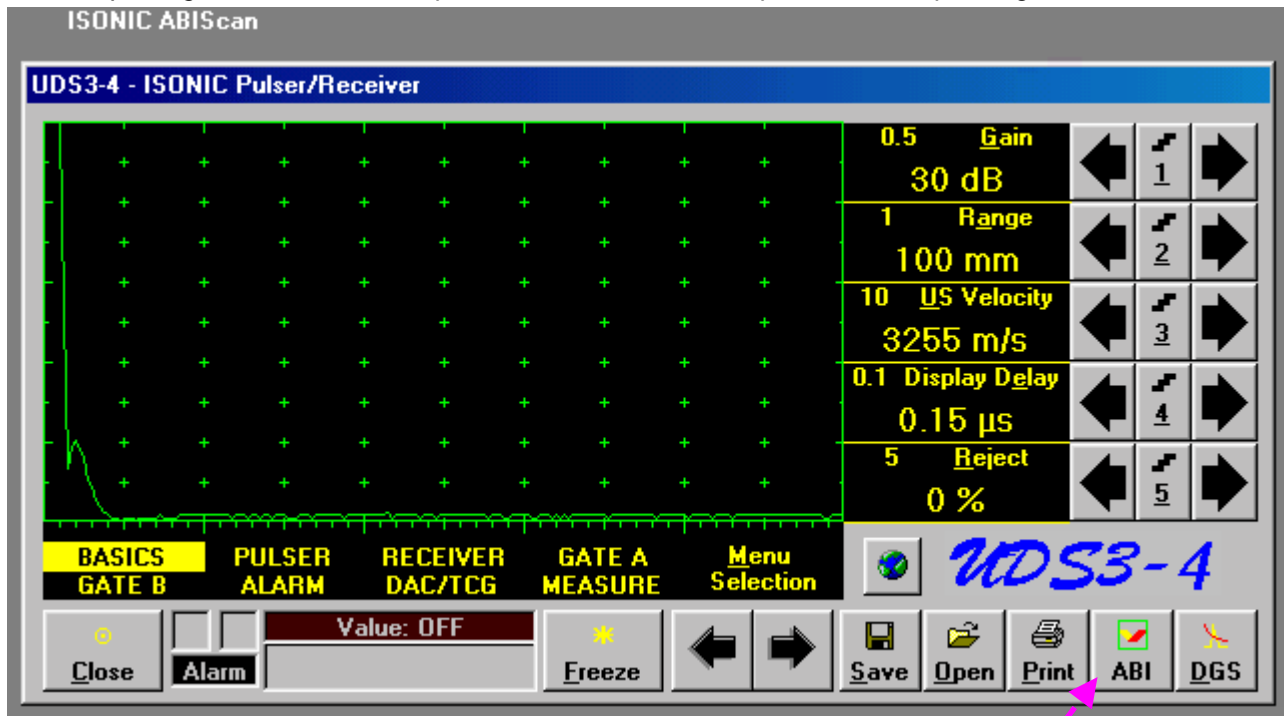 ISONIC ABIScan
UDS3-4 - ISONIC Pulser/Receiver
0.5 Gain
30 dB
1
1 Range
100 mm
2
10 US Velocity
3255 m/s
3
0.1 Display Delay
0.15 µs
4
5 Reject
0 %
5
BASICS PULSER RECEIVER GATE A Menu
GATE B ALARM DAC/TCG MEASURE Selection
UDS3-4
Value: OFF
Close Alarm Freeze Save Open Print ABI DGS